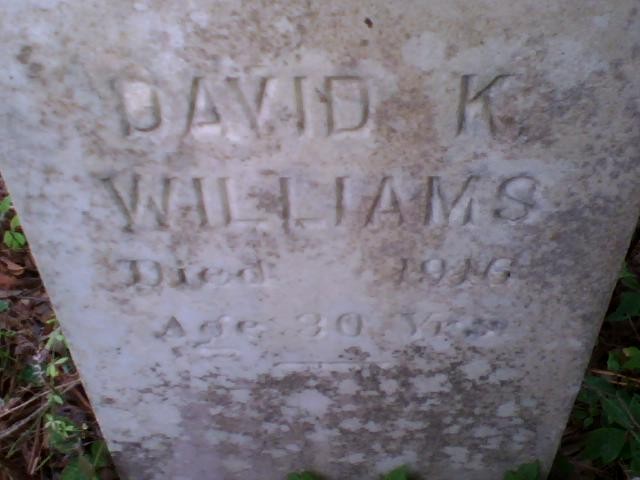 DAVID K.
WILLIAMS
Died 1916
Age 30 Yrs